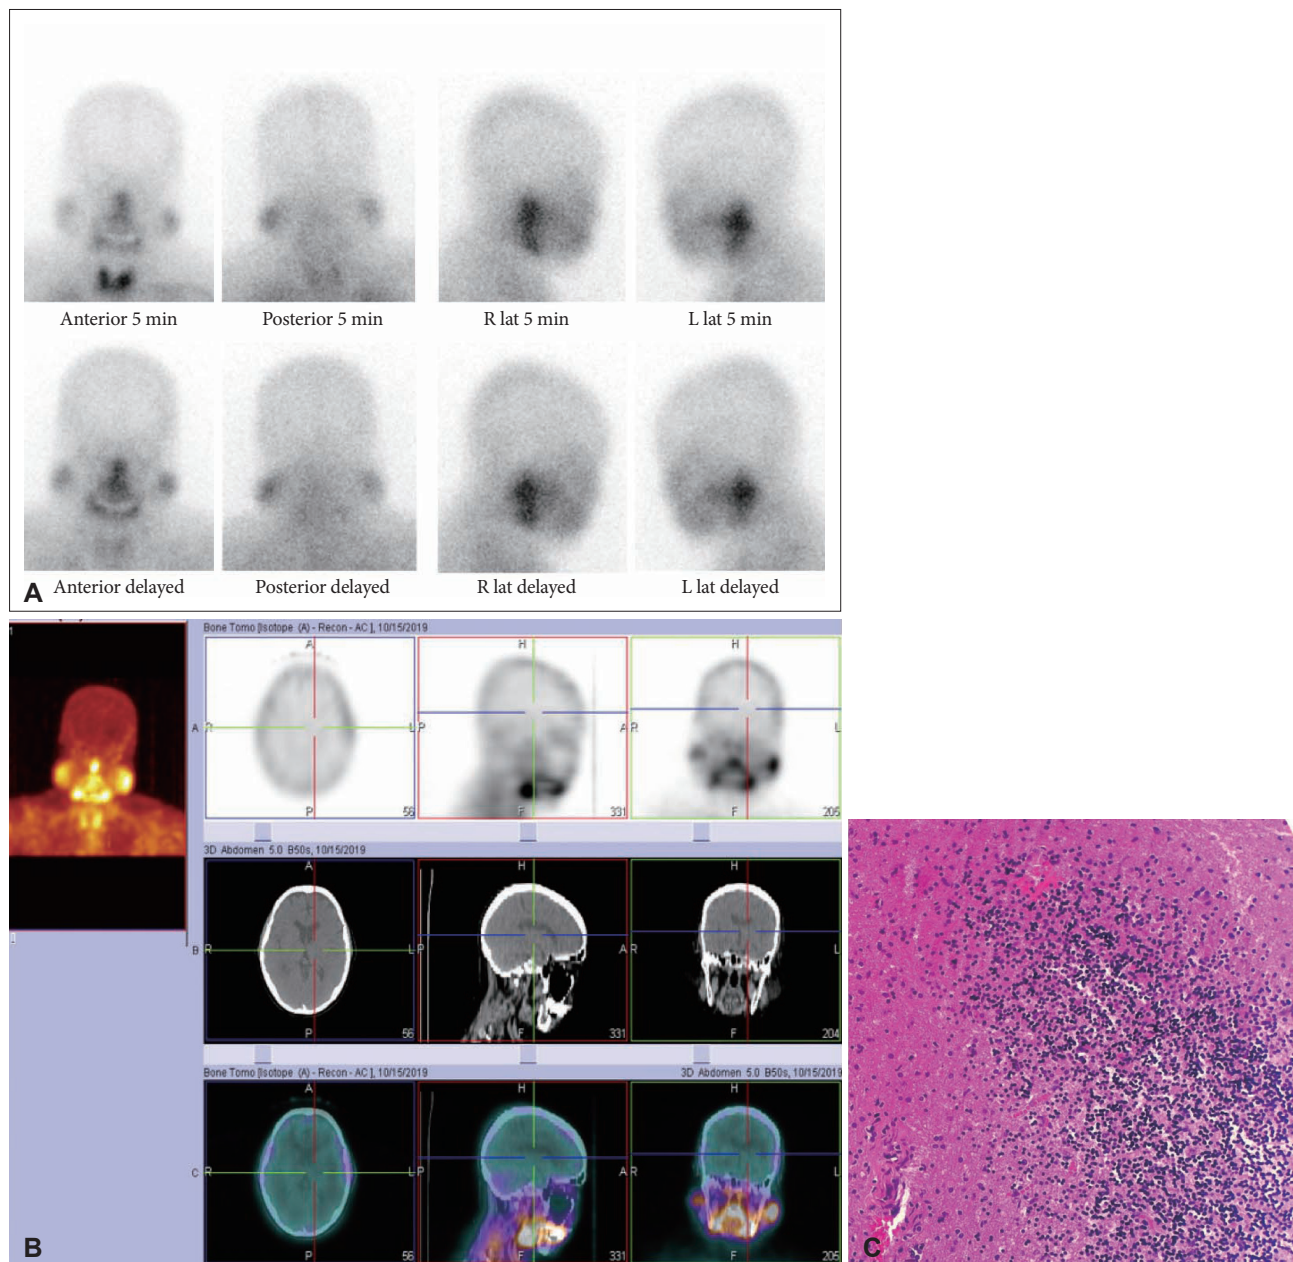 Anterior 5 min
Posterior 5 min
R lat 5 min
L lat 5 min
Anterior delayed
Posterior delayed
R lat delayed
L lat delayed
A
1
Bone Tomo [Isotope (A) - Recon - AC ], 10/15/2019
A
H
H
A R
L P
A R
L
P
56
F
331
F
205
3D Abdomen 5.0 B50s, 10/15/2019
A
H
H
B R
L P
A R
L
P
56
F
331
F
204
Bone Tomo [Isotope (A) - Recon - AC ], 10/15/2019
3D Abdomen 5.0 B50s, 10/15/2019
A
H
H
C R
L P
A R
L
P
56
F
331
F
205
B
C